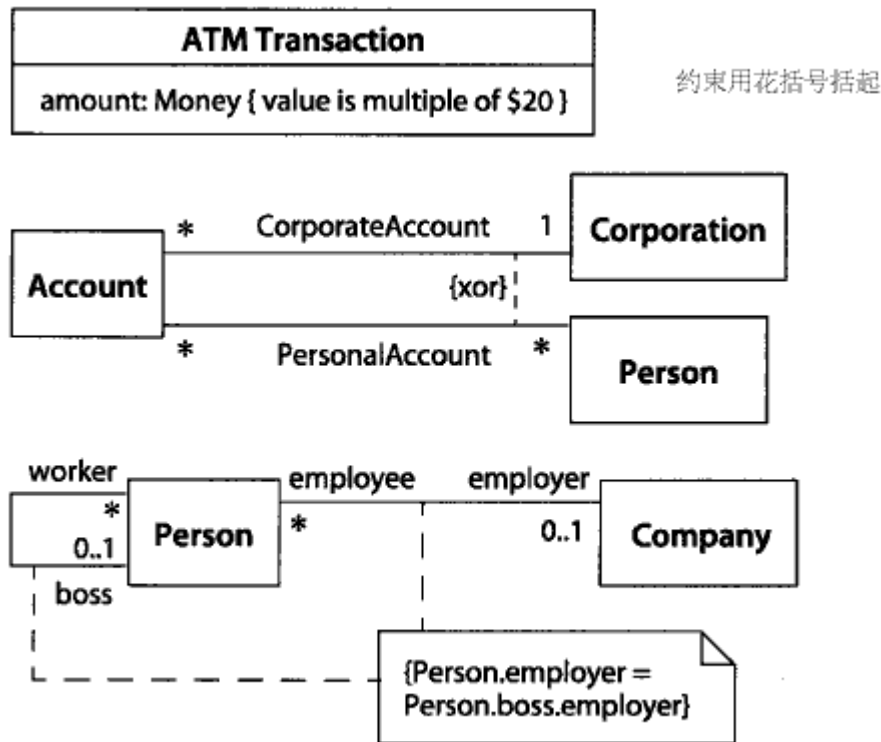 ATM Transaction
amount: Money { value is multiple of $20 }
约束用花括号括起
* CorporateAccount 1
Corporation
Account
{xor}
* PersonalAccount *
Person
worker
*
0..1
boss
Person
employee
*
employer
0..1
Company
{Person.employer =
Person.boss.employer}